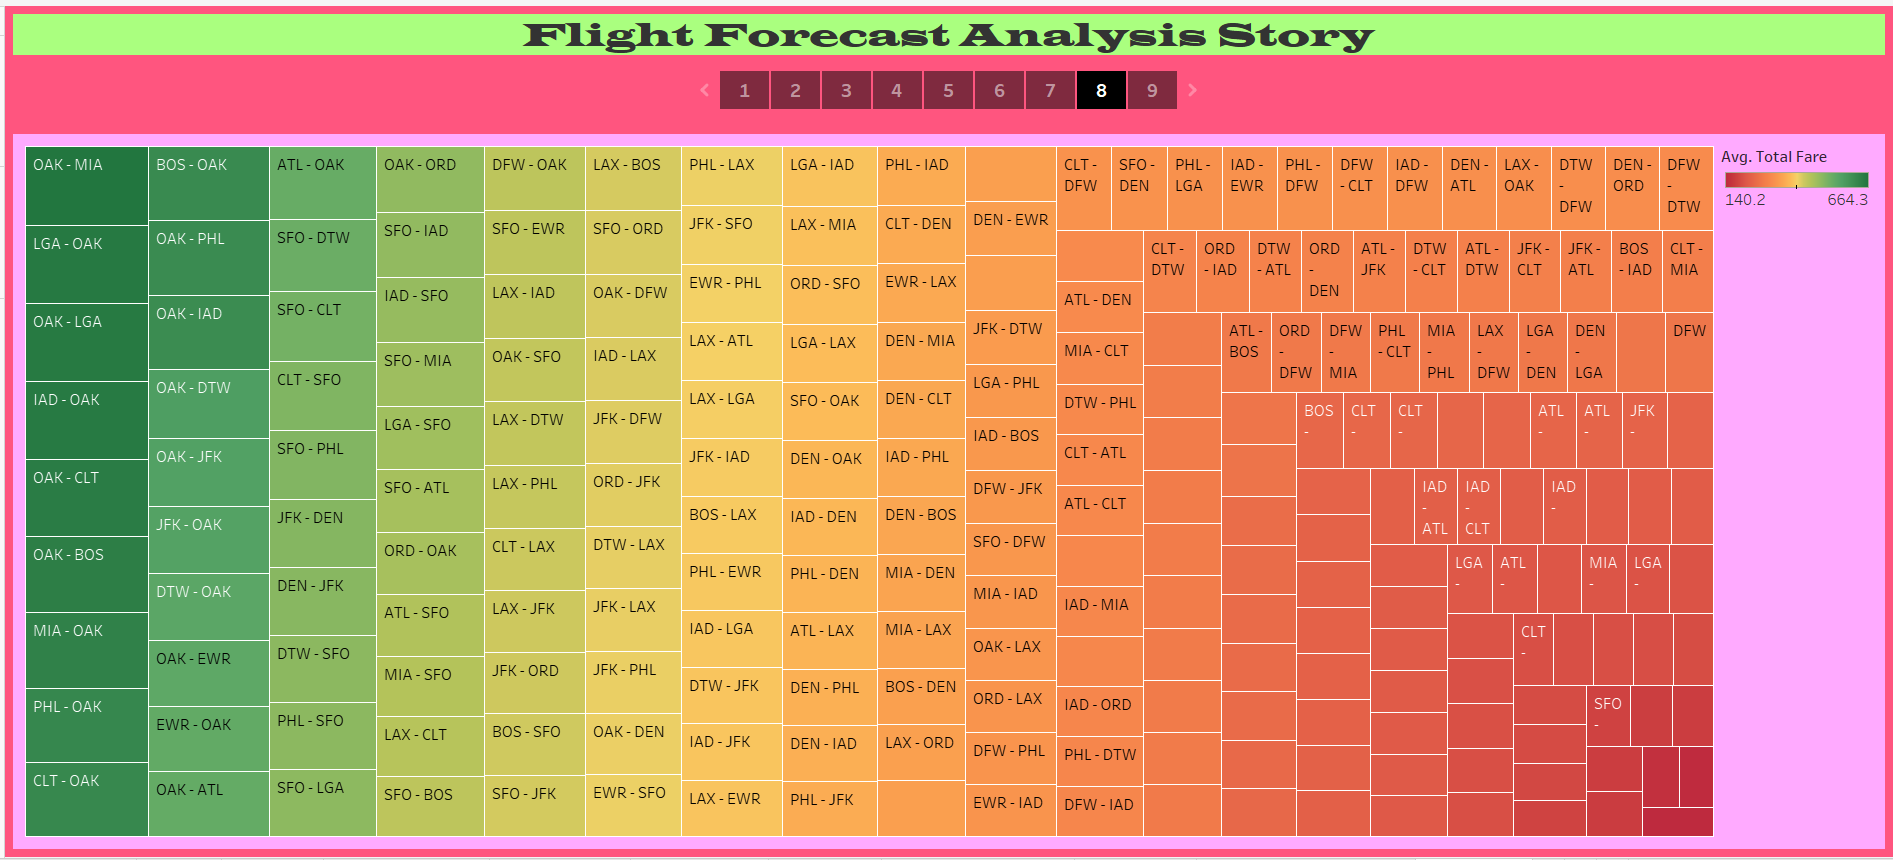 Flight Forecast Analysis Story
1 2 3 4 5 6 7 8 9
OAK - MIA
LGA - OAK
OAK - LGA
IAD - OAK
OAK - CLT
OAK - BOS
MIA - OAK
PHL - OAK
CLT - OAK
BOS - OAK
OAK - PHL
OAK - IAD
OAK - DTW
OAK - JFK
JFK - OAK
DTW - OAK
OAK - EWR
EWR - OAK
OAK - ATL
ATL - OAK
SFO - DTW
SFO - CLT
CLT - SFO
SFO - PHL
JFK - DEN
DEN - JFK
DTW - SFO
PHL - SFO
SFO - LGA
OAK - ORD
SFO - IAD
IAD - SFO
SFO - MIA
LGA - SFO
SFO - ATL
ORD - OAK
ATL - SFO
MIA - SFO
LAX - CLT
SFO - BOS
DFW - OAK
SFO - EWR
LAX - IAD
OAK - SFO
LAX - DTW
LAX - PHL
CLT - LAX
LAX - JFK
JFK - ORD
BOS - SFO
SFO - JFK
LAX - BOS
SFO - ORD
OAK - DFW
IAD - LAX
JFK - DFW
ORD - JFK
DTW - LAX
JFK - LAX
JFK - PHL
OAK - DEN
EWR - SFO
PHL - LAX
JFK - SFO
EWR - PHL
LAX - ATL
LAX - LGA
JFK - IAD
BOS - LAX
PHL - EWR
IAD - LGA
DTW - JFK
IAD - JFK
LAX - EWR
LGA - IAD
LAX - MIA
ORD - SFO
LGA - LAX
SFO - OAK
DEN - OAK
IAD - DEN
PHL - DEN
ATL - LAX
DEN - PHL
DEN - IAD
PHL - JFK
PHL - IAD
CLT - DEN
EWR - LAX
DEN - MIA
DEN - CLT
IAD - PHL
DEN - BOS
MIA - DEN
MIA - LAX
BOS - DEN
LAX - ORD
DEN - EWR
JFK - DTW
LGA - PHL
IAD - BOS
DFW - JFK
SFO - DFW
MIA - IAD
OAK - LAX
ORD - LAX
DFW - PHL
EWR - IAD
CLT -
DFW
SFO -
DEN
PHL -
LGA
IAD -
EWR
PHL -
DFW
DFW
- CLT
IAD -
DFW
DEN -
ATL
LAX -
OAK
DTW
-
DFW
DEN -
ORD
DFW
-
DTW
ATL - DEN
MIA - CLT
DTW - PHL
CLT - ATL
ATL - CLT
IAD - MIA
IAD - ORD
PHL - DTW
DFW - IAD
CLT -
DTW
ORD
- IAD
DTW
- ATL
ORD
-
DEN
ATL -
JFK
DTW
- CLT
ATL -
DTW
JFK -
CLT
JFK -
ATL
BOS
- IAD
CLT -
MIA
ATL -
BOS
ORD
-
DFW
DFW
-
MIA
PHL
- CLT
MIA
-
PHL
LAX
-
DFW
LGA
-
DEN
DEN
-
LGA
DFW
BOS
-
CLT
-
CLT
-
ATL
-
ATL
-
JFK
-
IAD
-
ATL
IAD
-
CLT
IAD
-
LGA
-
ATL
-
MIA
-
LGA
-
CLT
-
SFO
-
Avg. Total Fare
140.2 664.3